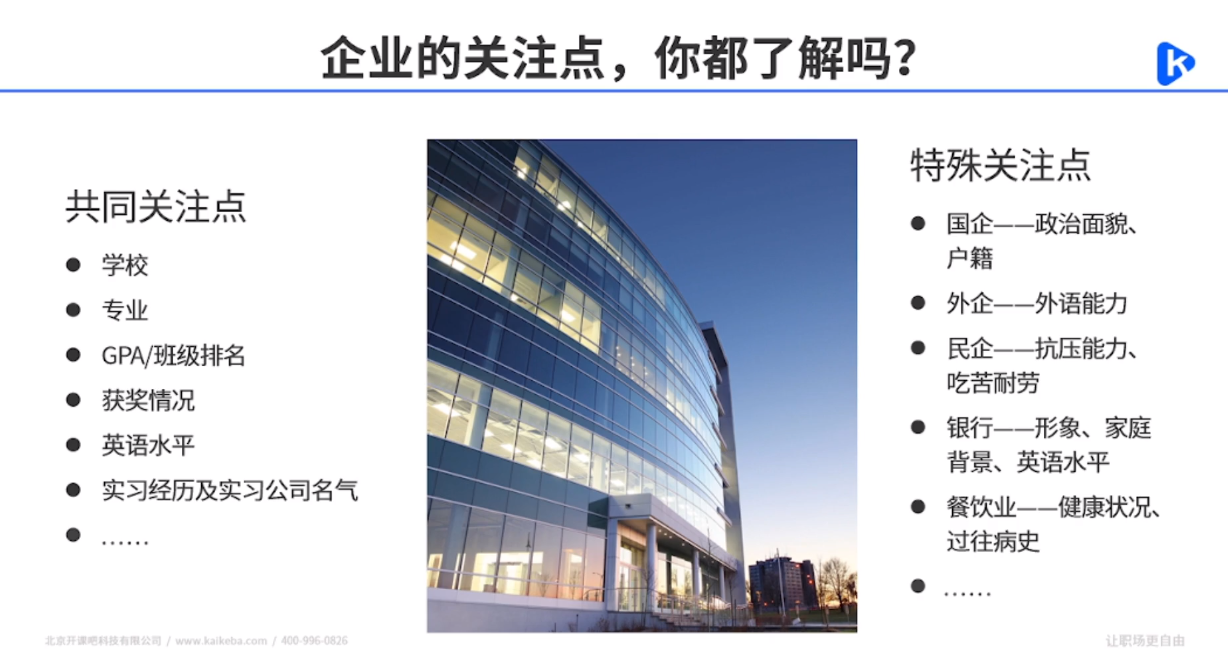 企业的关注点，你都了解吗？
共同关注点
学校
专业
GPA/班级排名
获奖情况
英语水平
实习经历及实习公司名气
……
特殊关注点
国企——政治面貌、
户籍
外企——外语能力
民企——抗压能力、
吃苦耐劳
银行——形象、家庭
背景、英语水平
餐饮业——健康状况、
过往病史
……
北京开课吧科技有限公司 / www.kaikeba.com / 400-996-0826
让职场更自由